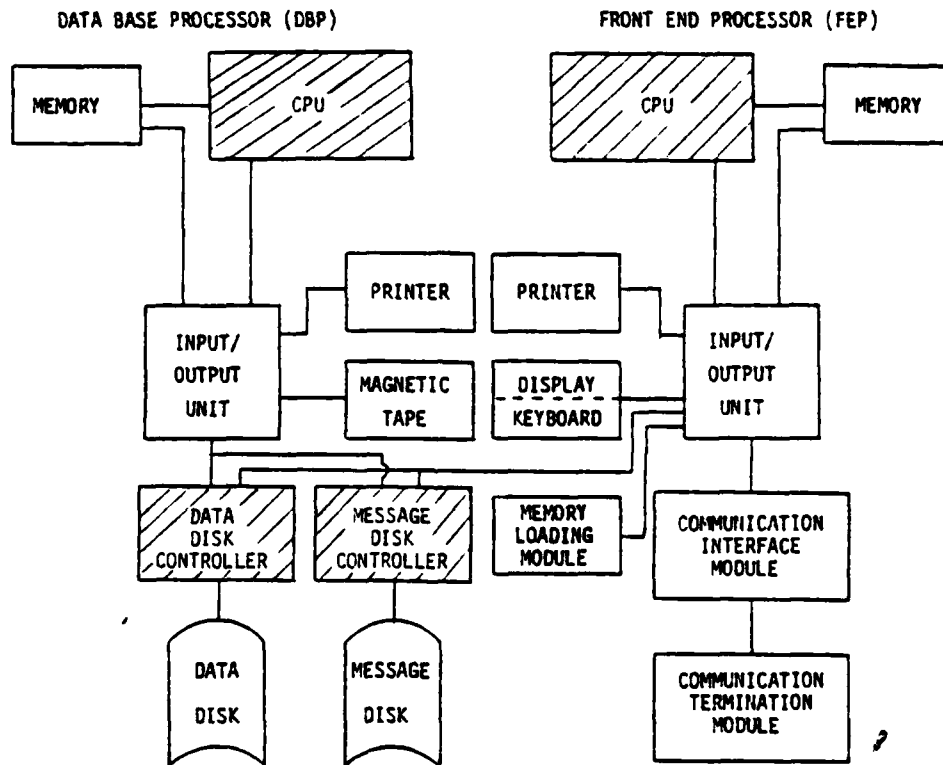 DATA BASE PROCESSOR (DBP)
FRONT END PROCESSOR (FEP)
MEMORY
CPU
CPU
MEMORY
PRINTER
PRINTER
INPUT/
OUTPUT
UNIT
INPUT/
OUTPUT
UNIT
MAGNETIC
TAPE
DISPLAY
KEYBOARD
DATA
DISK
CONTROLLER
MESSAGE
DISK
CONTROLLER
MEMORY
LOADING
MODULE
COMMUNICATION
INTERFACE
MODULE
DATA
DISK
MESSAGE
DISK
COMMUNICATION
TERMINATION
MODULE